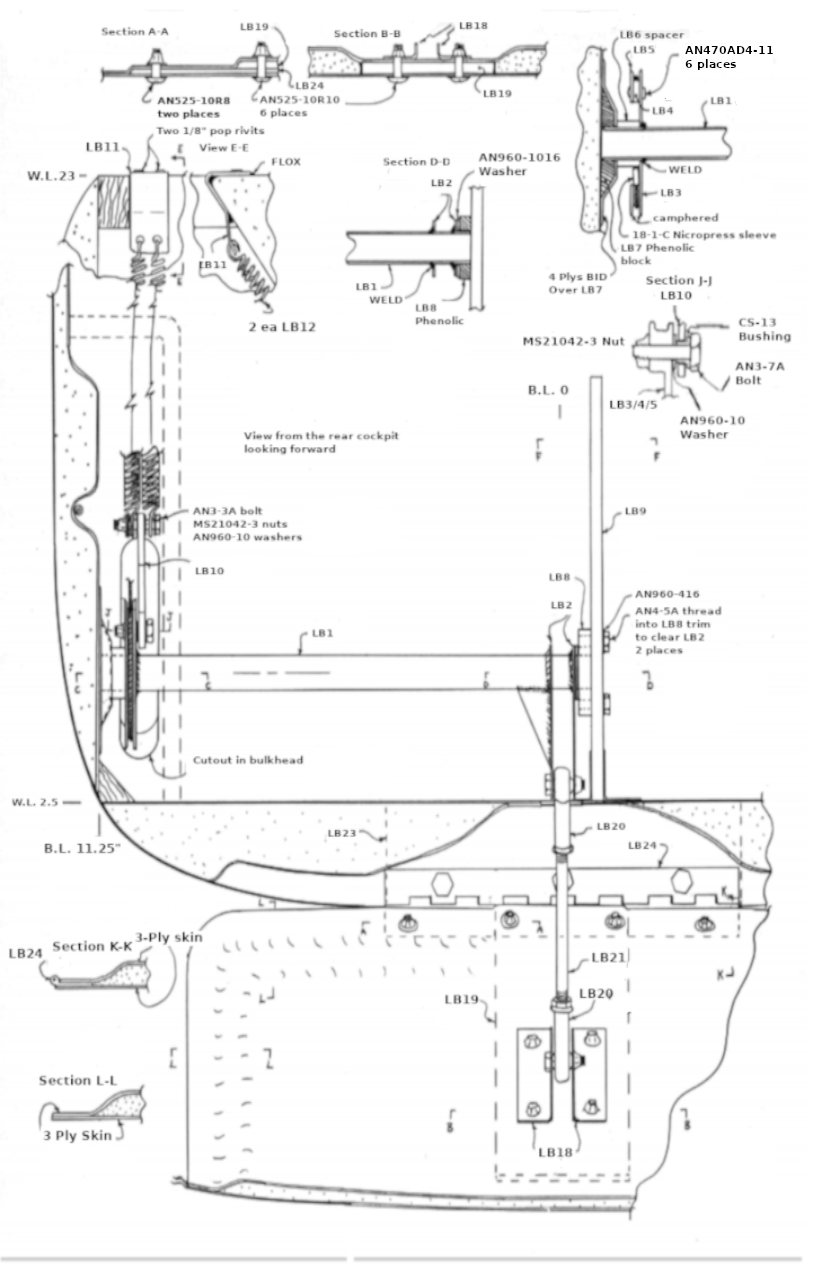 Section A-A
LB19
LB24
AN525-10R8
two places
Section B-B
LB18
LB19
AN525-10R10
6 places
LB6 spacer
LB5
AN470AD4-11
6 places
LB4
LB1
WELD
LB3
camphered
18-1-C Nicropress sleeve
LB7 Phenolic
block
4 Plys BID
Over LB7
Two 1/8" pop rivits
LB11
E
View E-E
FLOX
W.L.23
LB11
E
2 ea LB12
Section D-D
AN960-1016
Washer
LB2
LB1
WELD
LB8
Phenolic
Section J-J
LB10
CS-13
Bushing
MS21042-3 Nut
AN3-7A
Bolt
LB3/4/5
AN960-10
Washer
B.L. 0
View from the rear cockpit
looking forward
F
F
AN3-3A bolt
MS21042-3 nuts
AN960-10 washers
LB9
LB10
LB8
AN960-416
LB2
AN4-5A thread
into LB8 trim
to clear LB2
2 places
J
J
LB1
C
C
D
D
Cutout in bulkhead
W.L. 2.5
LB23
LB20
LB24
B.L. 11.25"
K
L
A
A
3-Ply skin
Section K-K
LB24
LB21
K
L
LB19
LB20
L
L
Section L-L
3 Ply Skin
B
B
LB18